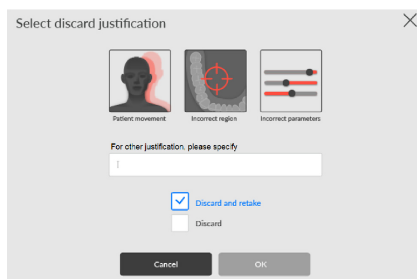 Select discard justification
Patient movement
Incorrect region
Incorrect parameters
For other justification, please specify
Discard and retake
Discard
Cancel
OK